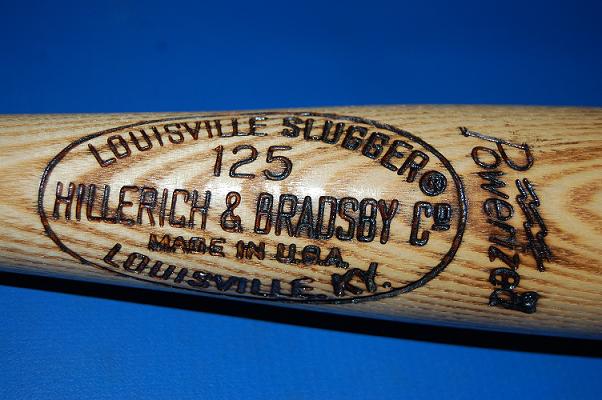 LOUISVILLE SLUGGER®
125
HILLERICH & BRADSBY Co
MADE IN U.S.A.
LOUISVILLE, KY.
Powerized